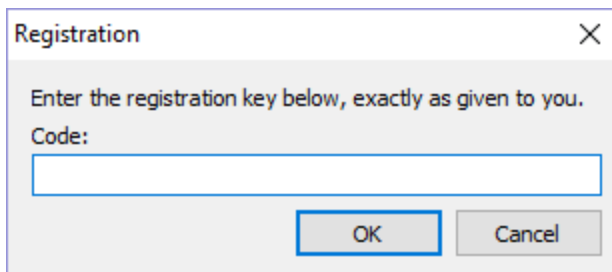 Registration
Enter the registration key below, exactly as given to you.
Code:
OK Cancel